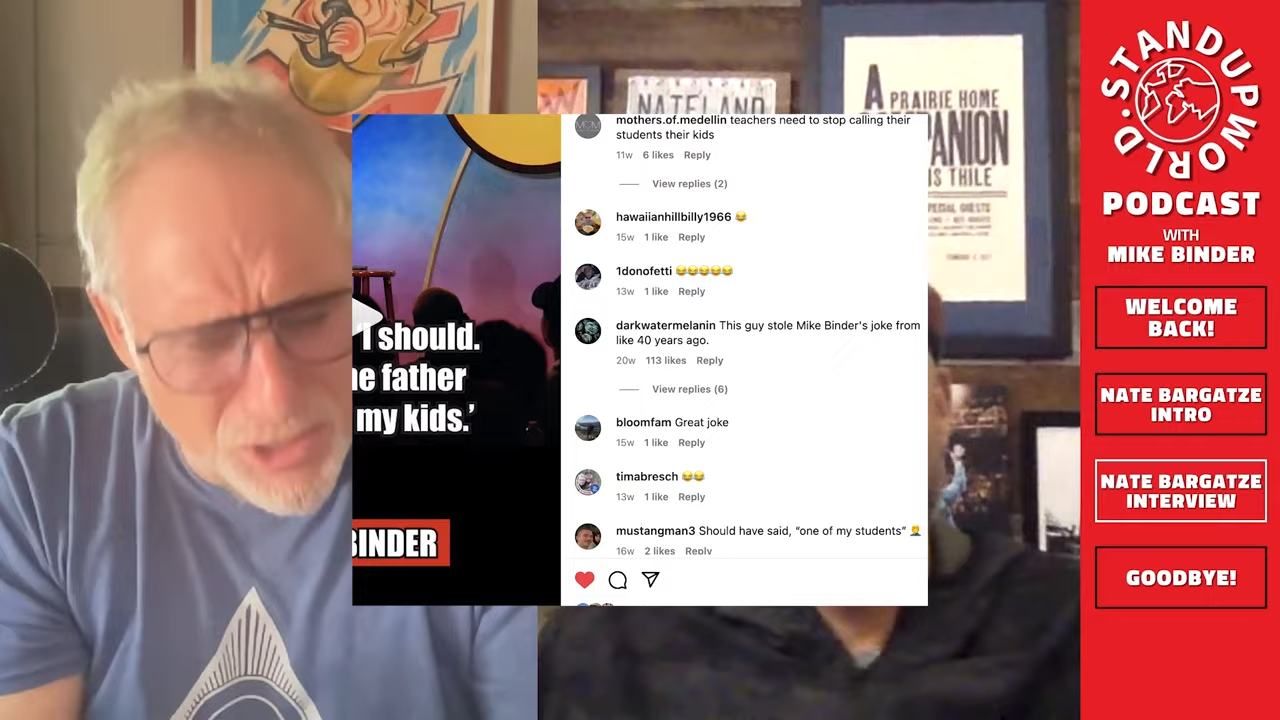 NATELAND
A PRAIRIE HOME
PANION
IS THILE
mothers.of.medellin teachers need to stop calling their
students their kids
11w 6 likes Reply
View replies (2)
hawaiianhillbilly1966 😂
15w 1 like Reply
1donofetti 😂😂😂😂😂
13w 1 like Reply
darkwatermelanin This guy stole Mike Binder's joke from
like 40 years ago.
20w 113 likes Reply
View replies (6)
bloomfam Great joke
15w 1 like Reply
timabresch 😂😂
13w 1 like Reply
mustangman3 Should have said, “one of my students” 🤦
16w 2 likes Reply
I should.
e father
my kids.’
BINDER
STANDUPWORLD.
PODCAST
WITH
MIKE BINDER
WELCOME
BACK!
NATE BARGATZE
INTRO
NATE BARGATZE
INTERVIEW
GOODBYE!